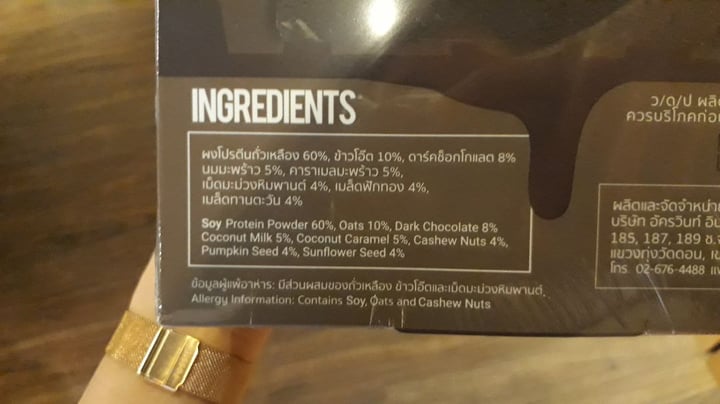 INGREDIENTS
ผงโปรตีนถั่วเหลือง 60%, ข้าวโอ๊ต 10%, ดาร์คช็อกโกแลต 8%
นมมะพร้าว 5%, คาราเมลมะพร้าว 5%,
เม็ดมะม่วงหิมพานต์ 4%, เมล็ดฟักทอง 4%,
เมล็ดทานตะวัน 4%
Soy Protein Powder 60%, Oats 10%, Dark Chocolate 8%
Coconut Milk 5%, Coconut Caramel 5%, Cashew Nuts 4%,
Pumpkin Seed 4%, Sunflower Seed 4%
ข้อมูลผู้แพ้อาหาร: มีส่วนผสมของถั่วเหลือง ข้าวโอ๊ตและเม็ดมะม่วงหิมพานต์
Allergy Information: Contains Soy, Oats and Cashew Nuts
ว/ด/ป ผลิ
ควรบริโภคก่อ
ผลิตและจัดจำหน่า
บริษัท อัครวินท์ อิน
185, 187, 189 ซ.
แขวงทุ่งวัดดอน, เข
โทร. 02-676-4488